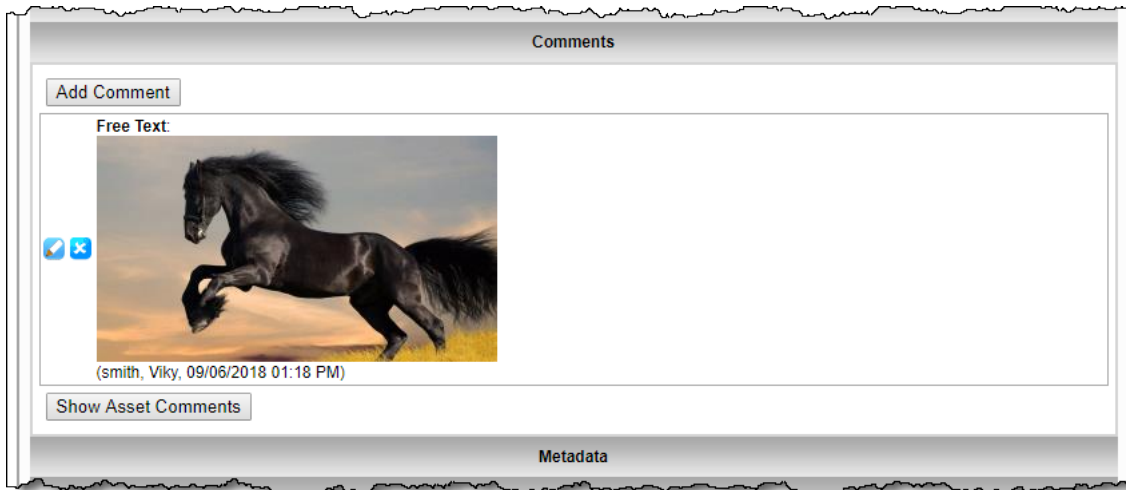 Comments
Add Comment
Free Text:
(smith, Viky, 09/06/2018 01:18 PM)
Show Asset Comments
Metadata